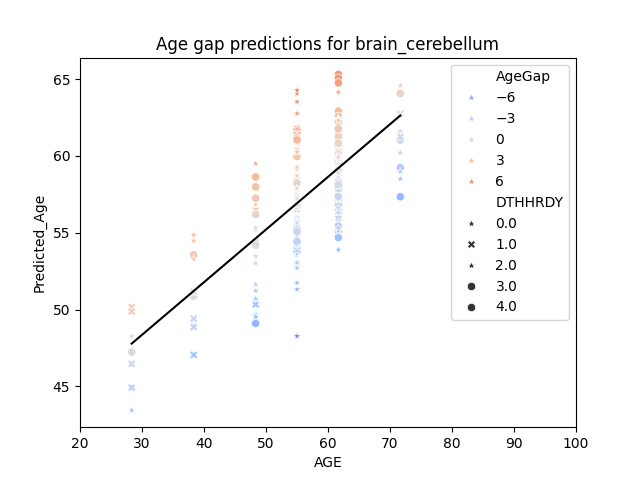 Age gap predictions for brain_cerebellum
Predicted_Age
65
60
55
50
45
20 30 40 50 60 70 80 90 100
AGE
AgeGap
−6
−3
0
3
6
DTHHRDY
0.0
1.0
2.0
3.0
4.0